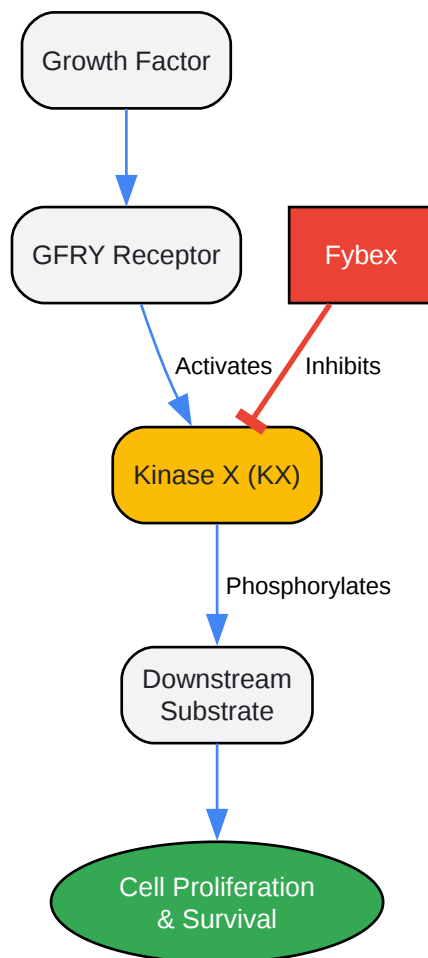 Growth Factor
GFRY Receptor
Fybex
Activates
Inhibits
Kinase X (KX)
Phosphorylates
Downstream
Substrate
Cell Proliferation
& Survival